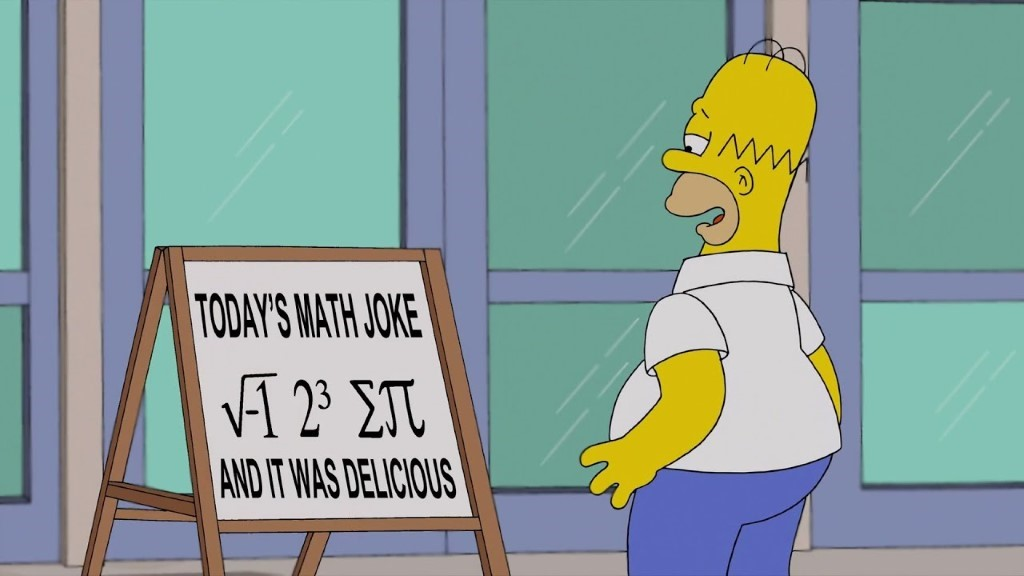 TODAY'S MATH JOKE
√-1 2³ Σπ
AND IT WAS DELICIOUS